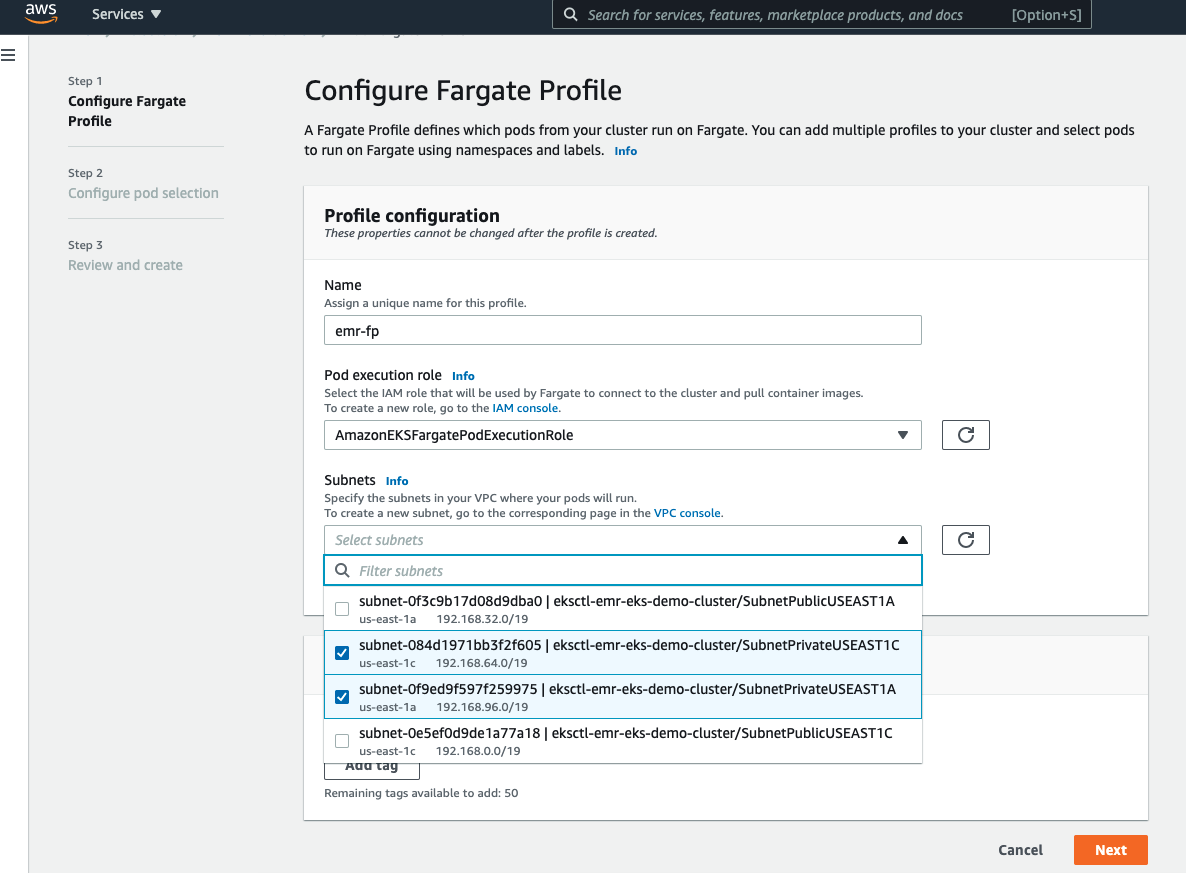 aws
Services ▼
Search for services, features, marketplace products, and docs
[Option+S]
Step 1
Configure Fargate
Profile
Step 2
Configure pod selection
Step 3
Review and create
Configure Fargate Profile
A Fargate Profile defines which pods from your cluster run on Fargate. You can add multiple profiles to your cluster and select pods
to run on Fargate using namespaces and labels. Info
Profile configuration
These properties cannot be changed after the profile is created.
Name
Assign a unique name for this profile.
emr-fp
Pod execution role Info
Select the IAM role that will be used by Fargate to connect to the cluster and pull container images.
To create a new role, go to the IAM console.
AmazonEKSFargatePodExecutionRole
Subnets Info
Specify the subnets in your VPC where your pods will run.
To create a new subnet, go to the corresponding page in the VPC console.
Select subnets
Filter subnets
subnet-0f3c9b17d08d9dba0 | eksctl-emr-eks-demo-cluster/SubnetPublicUSEAST1A
us-east-1a 192.168.32.0/19
subnet-084d1971bb3f2f605 | eksctl-emr-eks-demo-cluster/SubnetPrivateUSEAST1C
us-east-1c 192.168.64.0/19
subnet-0f9ed9f597f259975 | eksctl-emr-eks-demo-cluster/SubnetPrivateUSEAST1A
us-east-1a 192.168.96.0/19
subnet-0e5ef0d9de1a77a18 | eksctl-emr-eks-demo-cluster/SubnetPublicUSEAST1C
us-east-1c 192.168.0.0/19
Add tag
Remaining tags available to add: 50
Cancel
Next